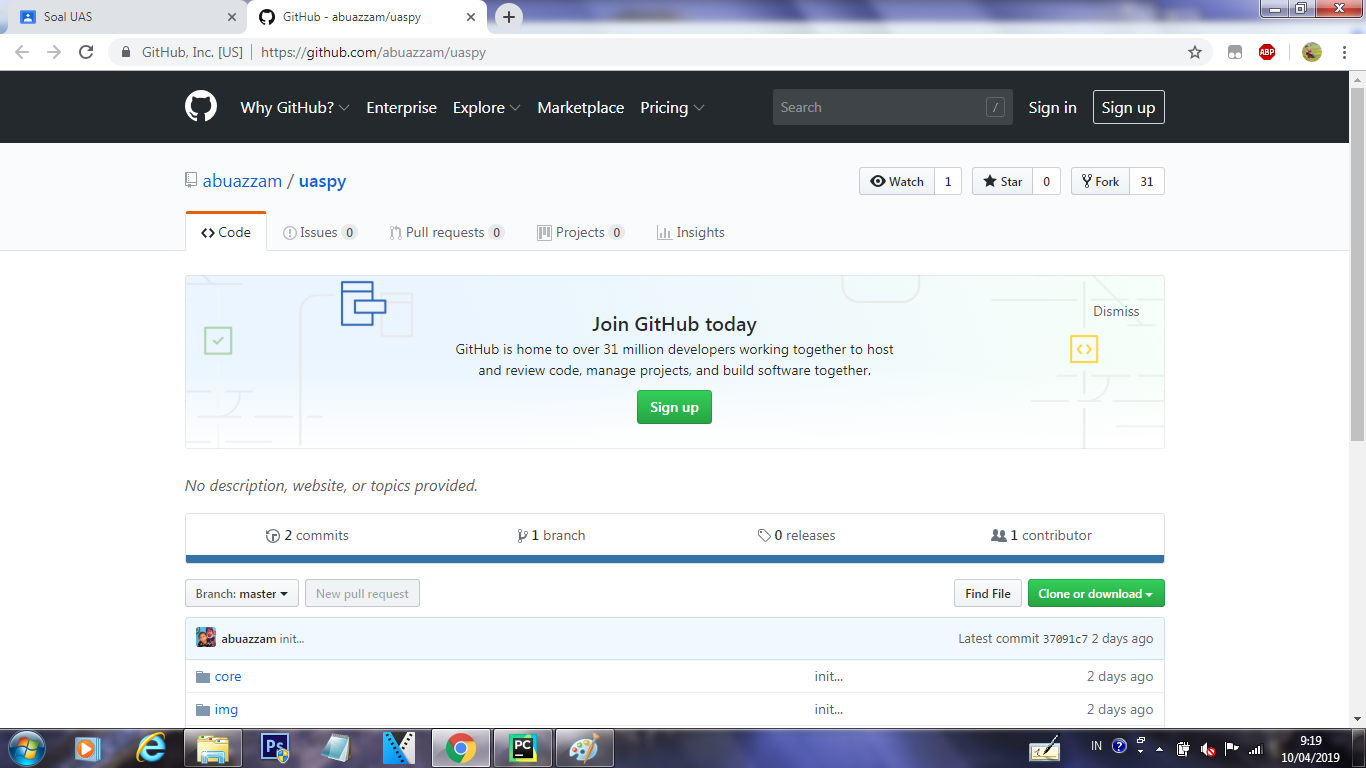 Soal UAS
GitHub - abuazzam/uaspy
GitHub, Inc. [US] https://github.com/abuazzam/uaspy
ABP
Why GitHub? Enterprise Explore Marketplace Pricing Search / Sign in Sign up
abuazzam / uaspy Watch 1 Star 0 Fork 31
Code Issues 0 Pull requests 0 Projects 0 Insights
Dismiss
Join GitHub today
GitHub is home to over 31 million developers working together to host
and review code, manage projects, and build software together.
Sign up
No description, website, or topics provided.
2 commits 1 branch 0 releases 1 contributor
Branch: master New pull request Find File Clone or download
abuazzam init... Latest commit 37091c7 2 days ago
core init... 2 days ago
img init... 2 days ago
Ps PC IN 9:19
10/04/2019